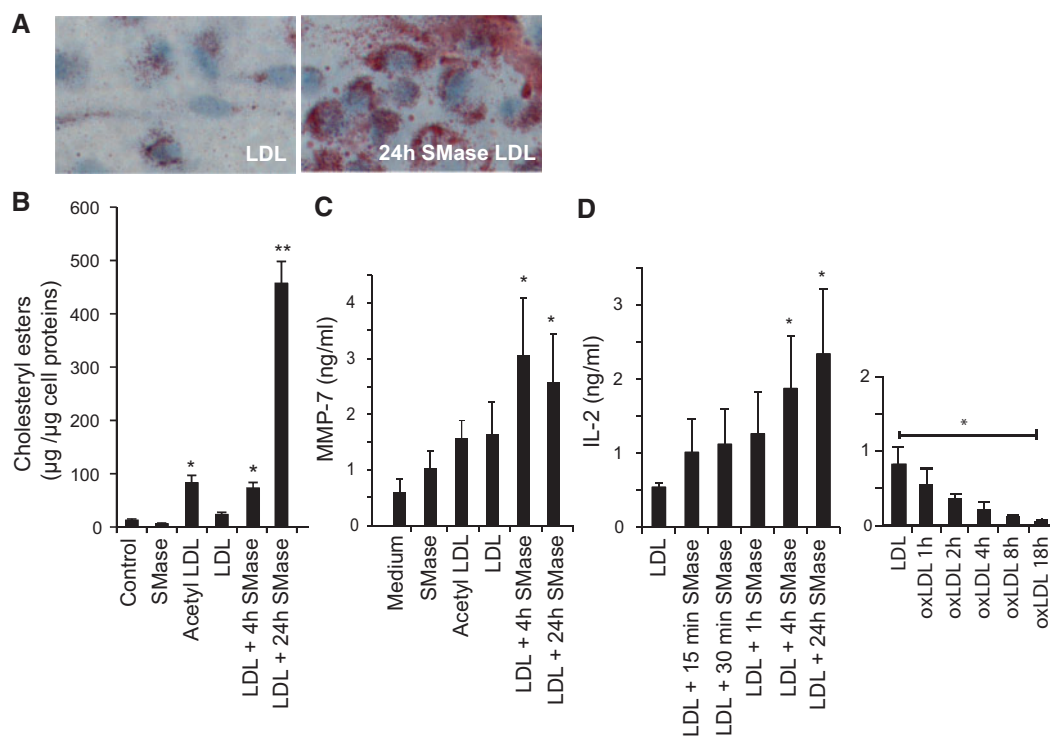 A
LDL
24h SMase LDL
B
Cholesteryl esters
(µg /µg cell proteins)
600
500
400
300
200
100
0
*
*
**
Control
SMase
Acetyl LDL
LDL
LDL + 4h SMase
LDL + 24h SMase
C
MMP-7 (ng/ml)
4
3
2
1
0
*
*
Medium
SMase
Acetyl LDL
LDL
LDL + 4h SMase
LDL + 24h SMase
D
IL-2 (ng/ml)
3
2
1
0
*
*
LDL
LDL + 15 min SMase
LDL + 30 min SMase
LDL + 1h SMase
LDL + 4h SMase
LDL + 24h SMase
2
1
0
*
LDL
oxLDL 1h
oxLDL 2h
oxLDL 4h
oxLDL 8h
oxLDL 18h